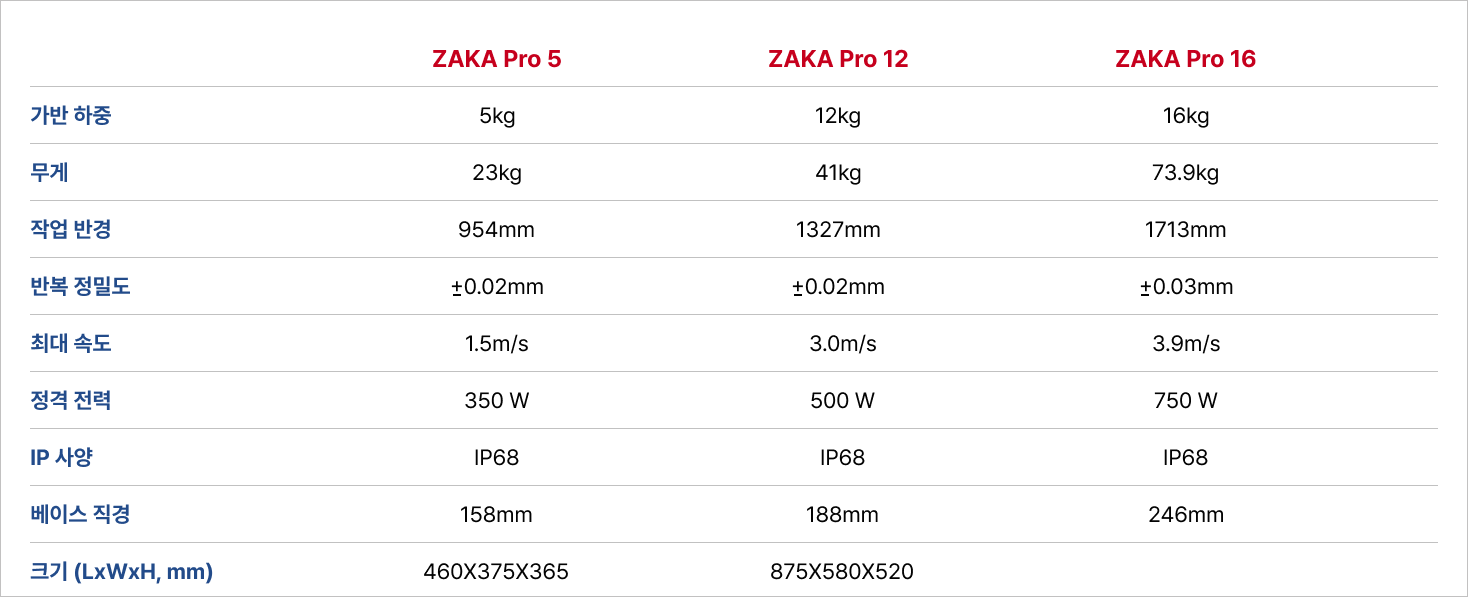 ZAKA Pro 5 ZAKA Pro 12 ZAKA Pro 16
가반 하중 5kg 12kg 16kg
무게 23kg 41kg 73.9kg
작업 반경 954mm 1327mm 1713mm
반복 정밀도 ±0.02mm ±0.02mm ±0.03mm
최대 속도 1.5m/s 3.0m/s 3.9m/s
정격 전력 350 W 500 W 750 W
IP 사양 IP68 IP68 IP68
베이스 직경 158mm 188mm 246mm
크기 (LxWxH, mm) 460X375X365 875X580X520